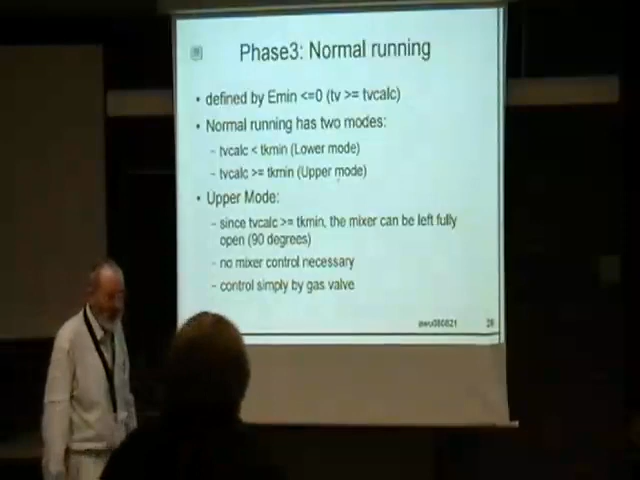 Phase3: Normal running
• defined by Emin <=0 (tv >= tvcalc)
• Normal running has two modes:
– tvcalc < tkmin (Lower mode)
– tvcalc >= tkmin (Upper mode)
• Upper Mode:
– since tvcalc >= tkmin, the mixer can be left fully
open (90 degrees)
– no mixer control necessary
– control simply by gas valve